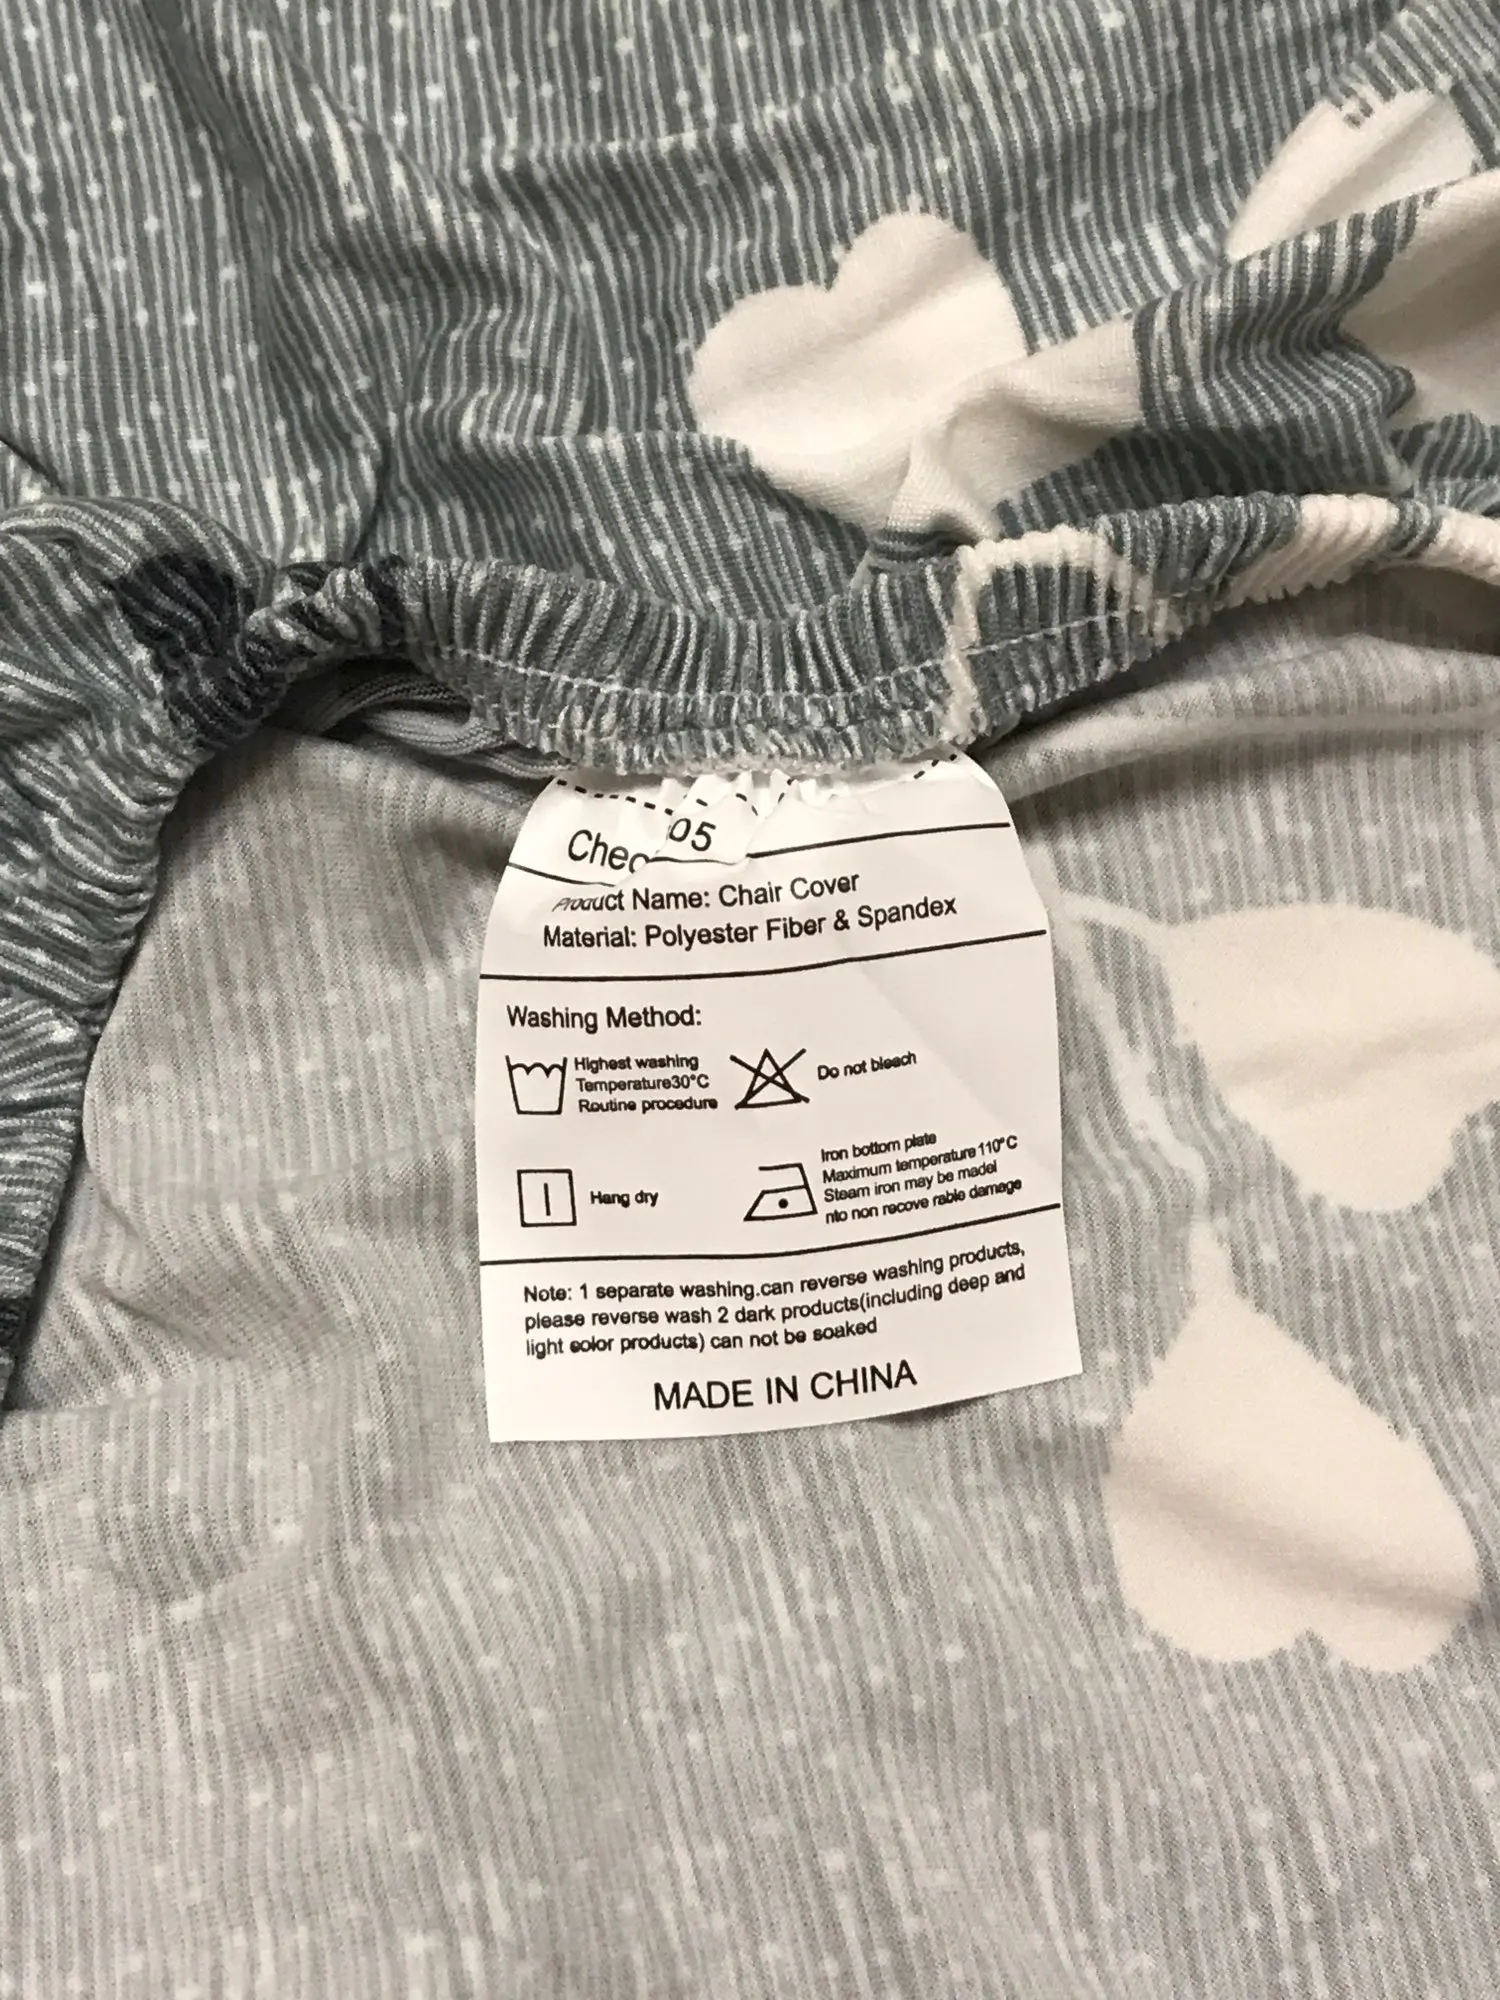 05
Product Name: Chair Cover
Material: Polyester Fiber & Spandex
Washing Method:
Highest washing
Temperature30°C
Routine procedure
Do not bleach
Hang dry
Iron bottom plate
Maximum temperature 110°C
Steam iron may be madei
nto non recove rable damage
Note: 1 separate washing.can reverse washing products,
please reverse wash 2 dark products(including deep and
light color products) can not be soaked
MADE IN CHINA